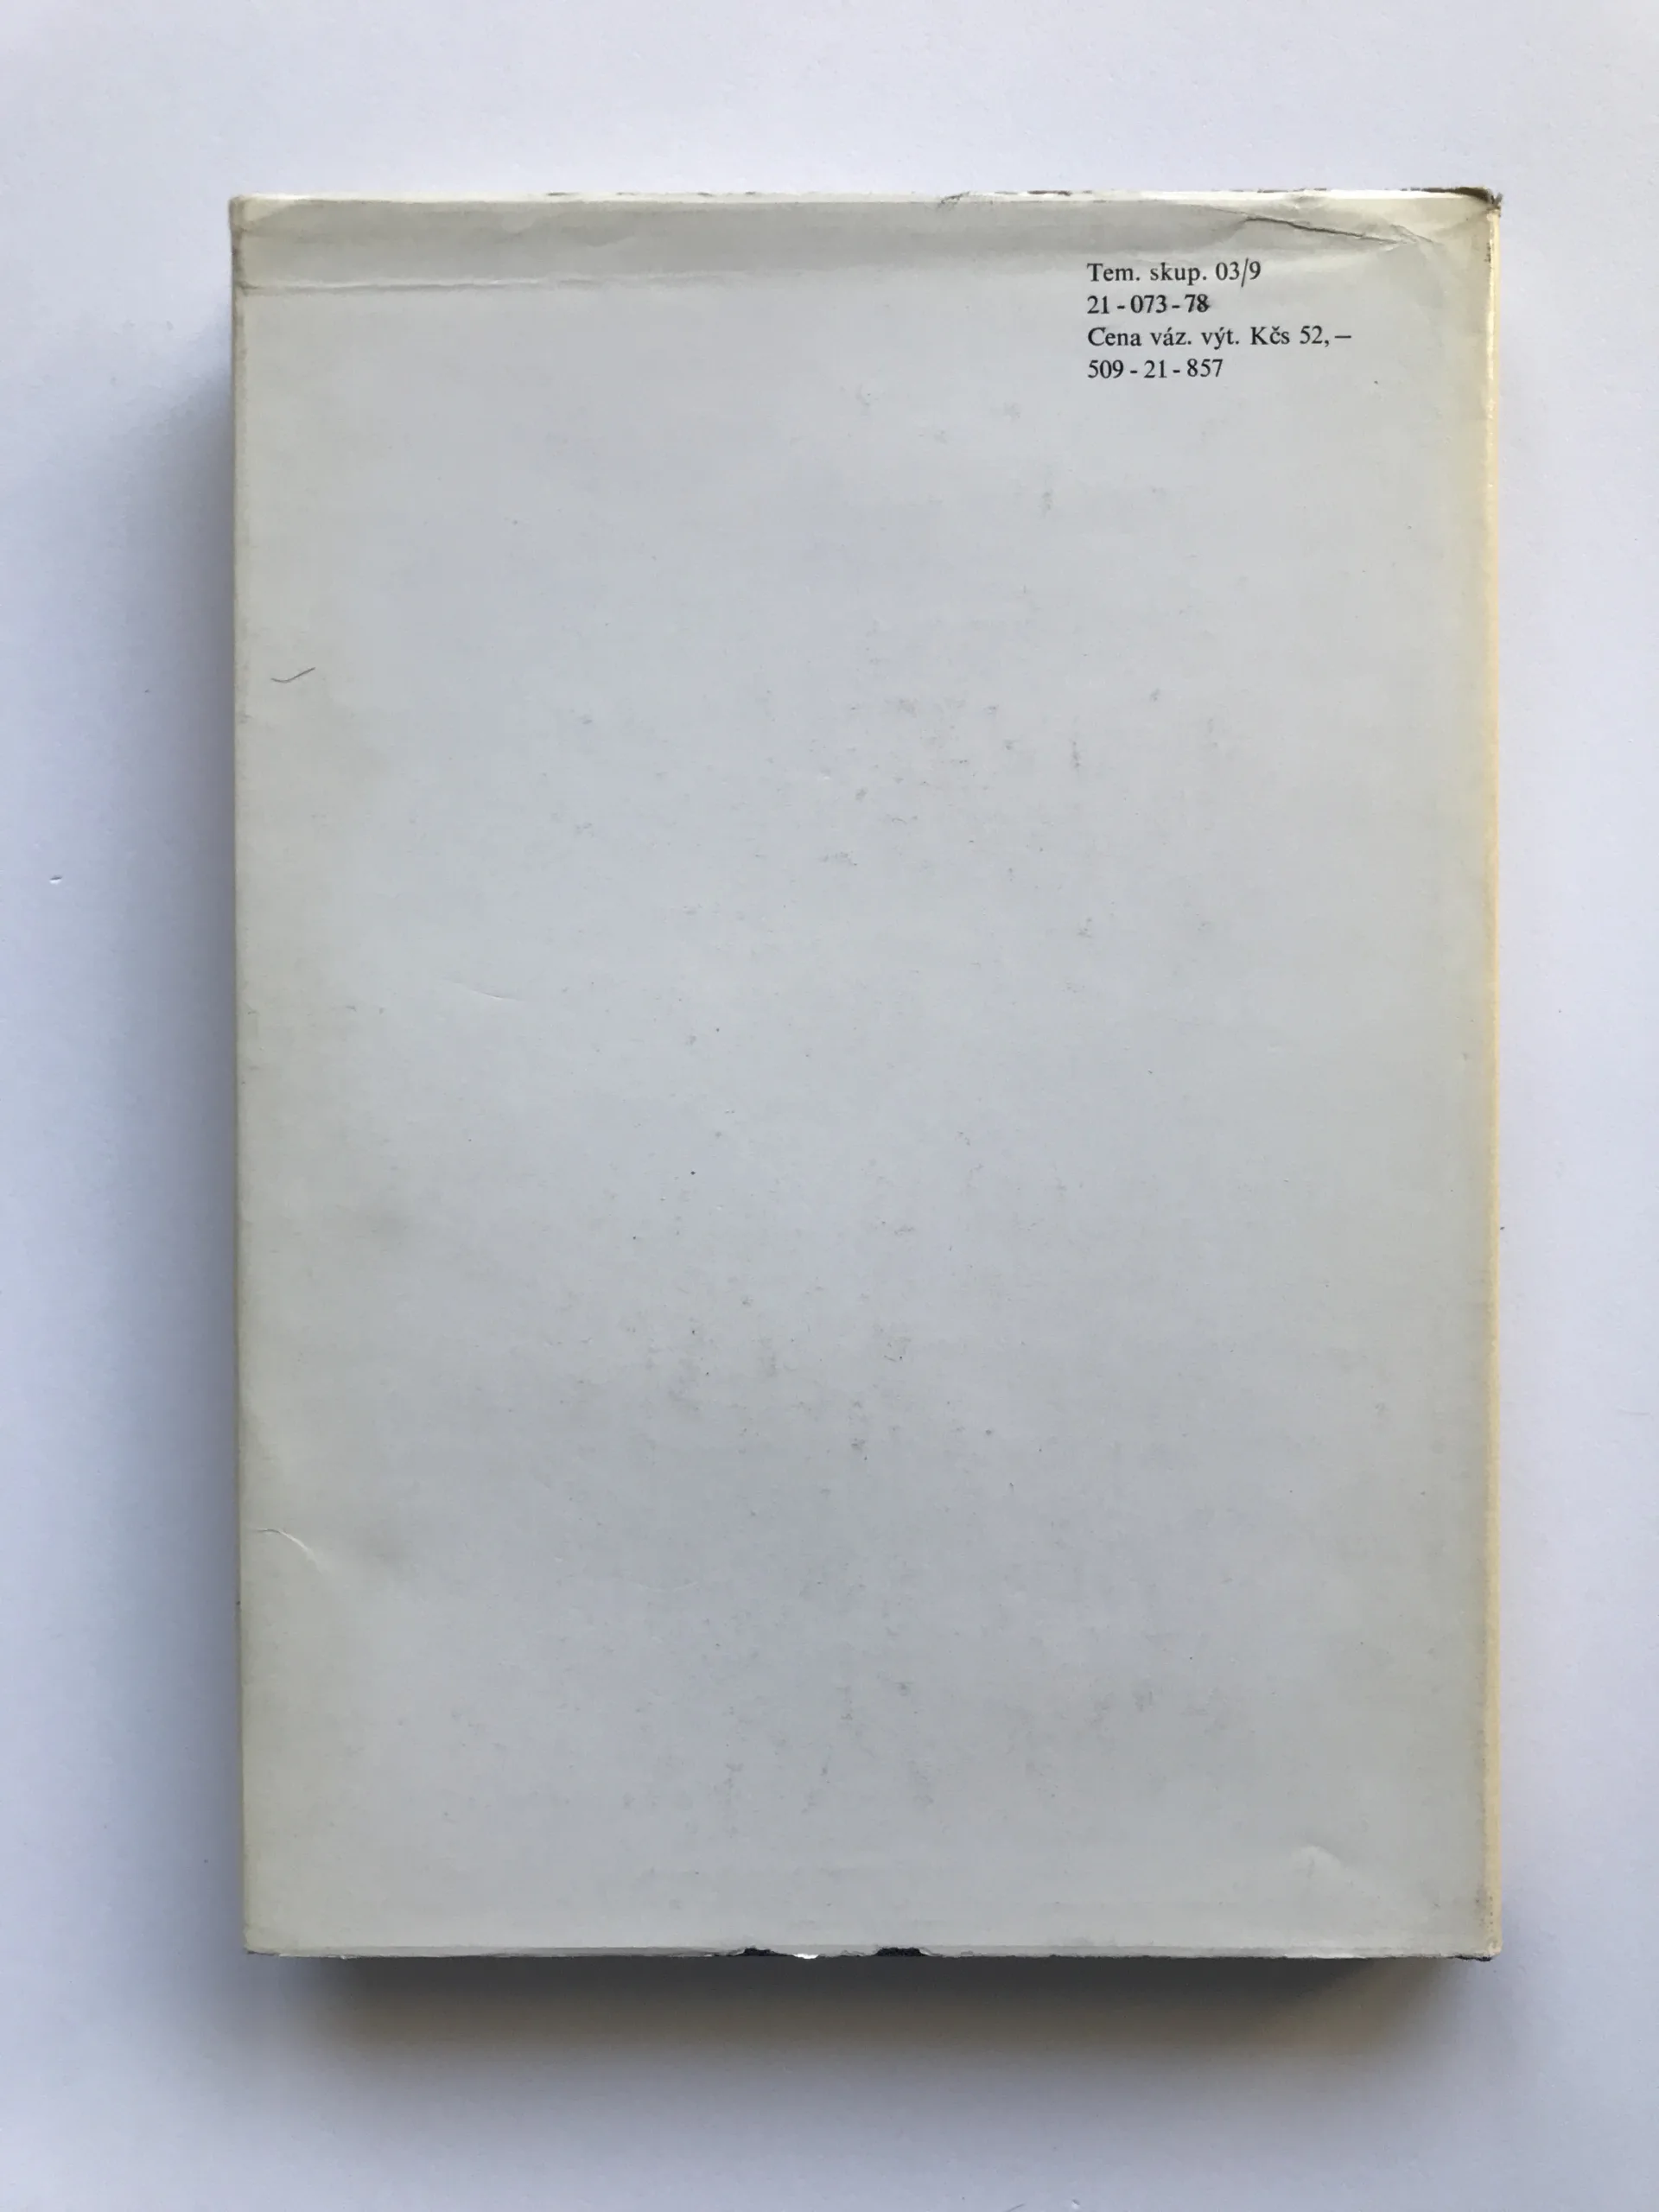 Tem. skup. 03/9
21 - 073 - 78
Cena váz. výt. Kčs 52,—
509 - 21 - 857